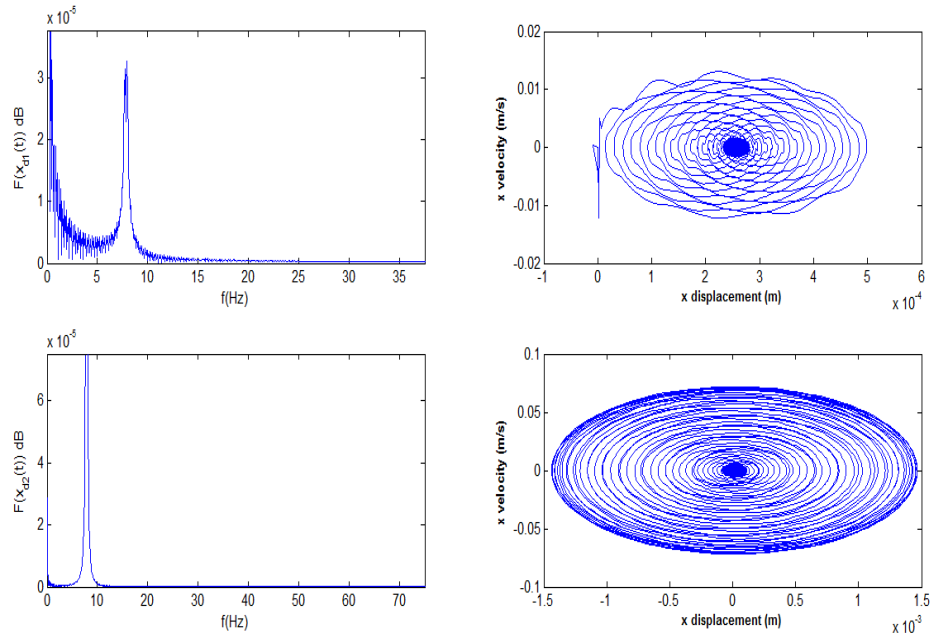 x 10^-5
F(x_d1(t)) dB
3
2
1
0
0 5 10 15 20 25 30 35
f(Hz)
x velocity (m/s)
0.02
0.01
0
-0.01
-0.02
-1 0 1 2 3 4 5 6
x displacement (m)
x 10^-4
x 10^-5
F(x_d2(t)) dB
6
4
2
0
0 10 20 30 40 50 60 70
f(Hz)
x velocity (m/s)
0.1
0.05
0
-0.05
-0.1
-1.5 -1 -0.5 0 0.5 1 1.5
x displacement (m)
x 10^-3